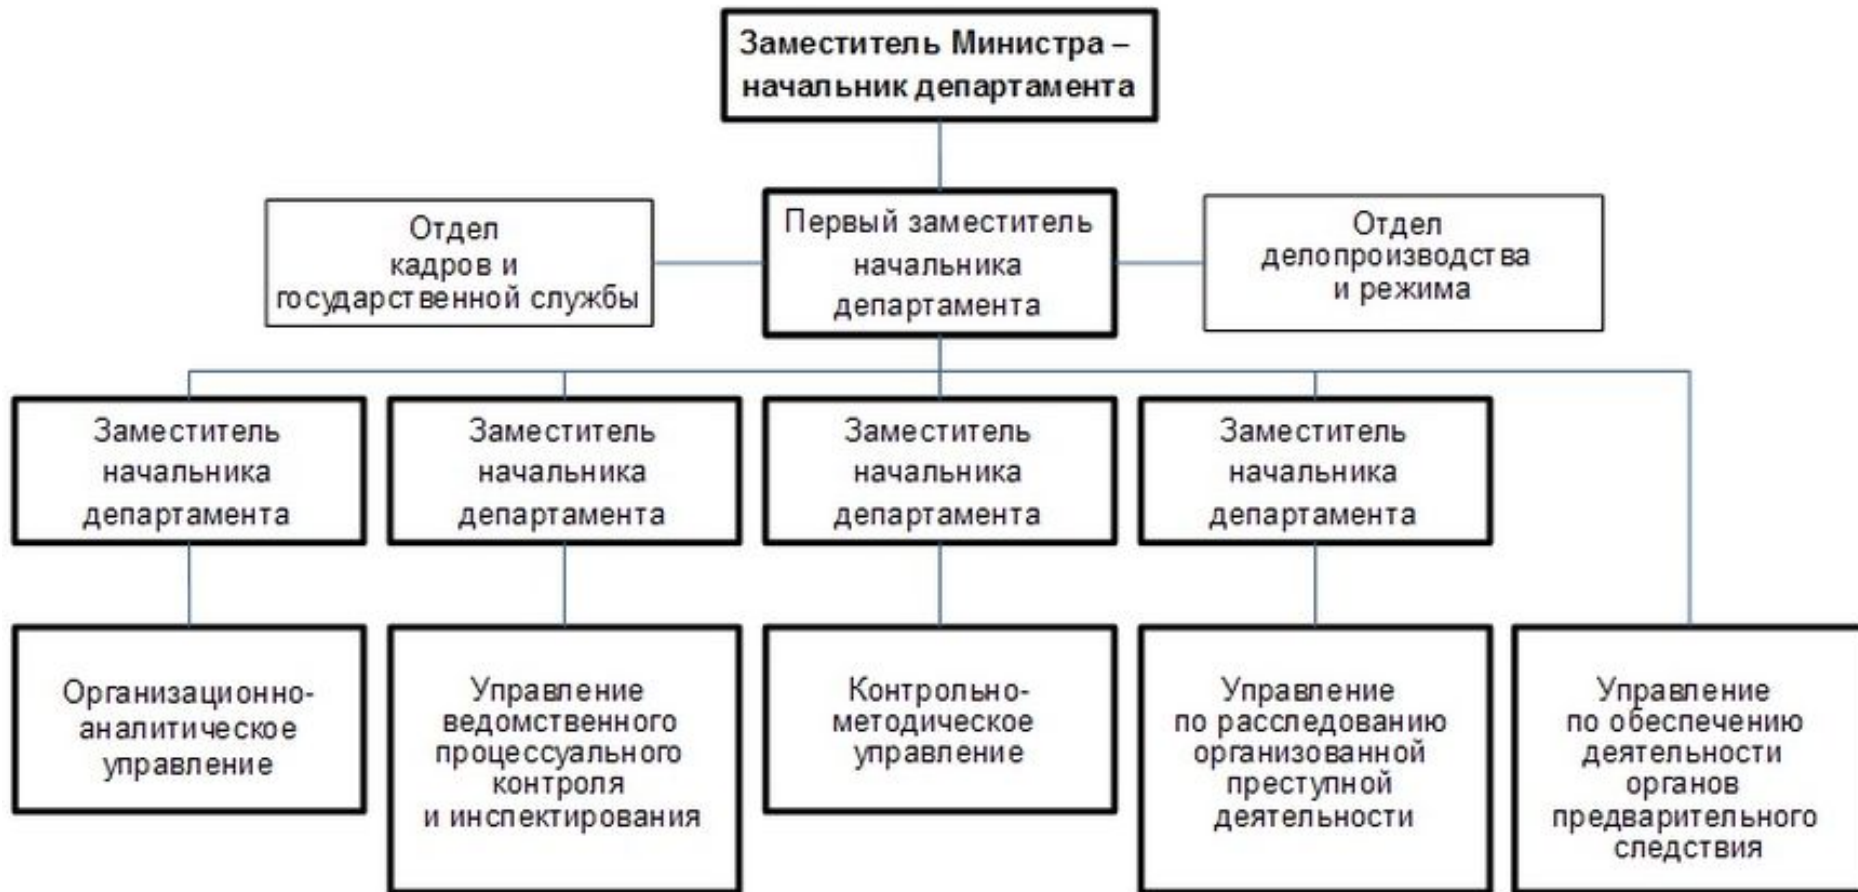 Заместитель Министра –
начальник департамента
Отдел
кадров и
государственной службы
Первый заместитель
начальника
департамента
Отдел
делопроизводства
и режима
Заместитель
начальника
департамента
Заместитель
начальника
департамента
Заместитель
начальника
департамента
Заместитель
начальника
департамента
Организационно-
аналитическое
управление
Управление
ведомственного
процессуального
контроля
и инспектирования
Контрольно-
методическое
управление
Управление
по расследованию
организованной
преступной
деятельности
Управление
по обеспечению
деятельности
органов
предварительного
следствия